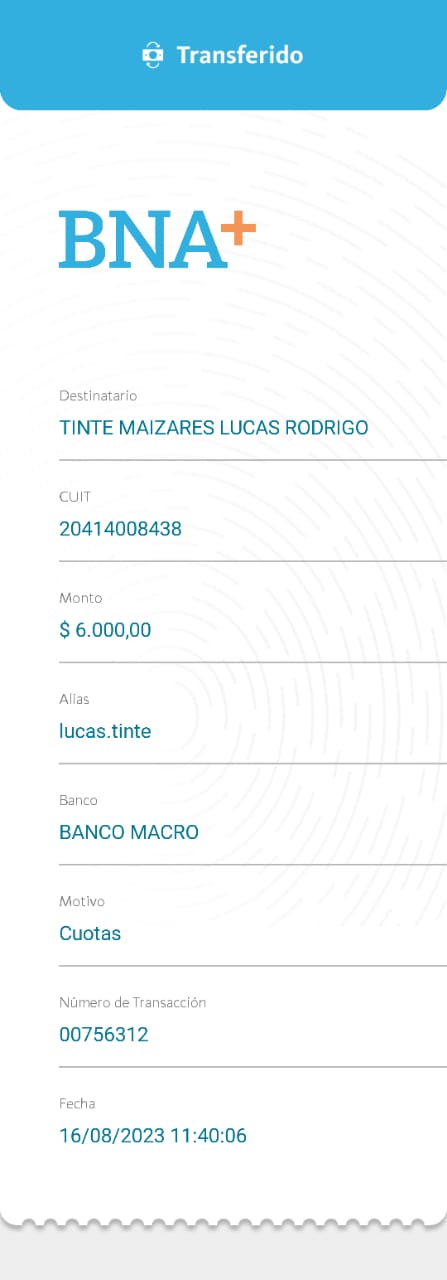 Transferido
BNA+
Destinatario
TINTE MAIZARES LUCAS RODRIGO
CUIT
20414008438
Monto
$ 6.000,00
Alias
lucas.tinte
Banco
BANCO MACRO
Motivo
Cuotas
Número de Transacción
00756312
Fecha
16/08/2023 11:40:06